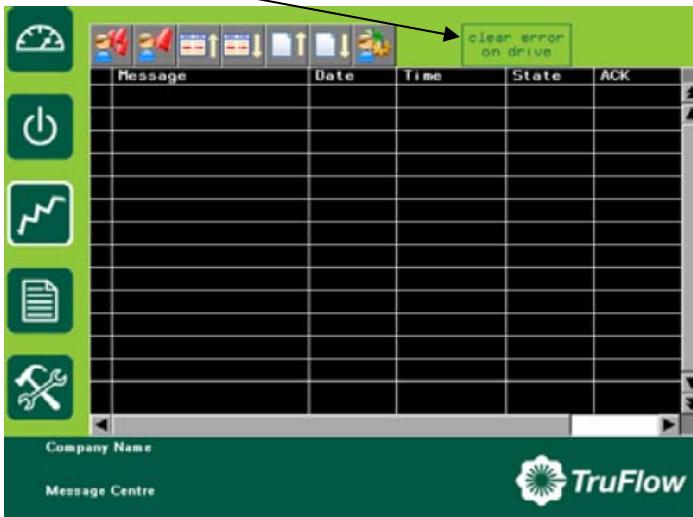 clear error
on drive
Message Date Time State ACK
Company Name
Message Centre
TruFlow